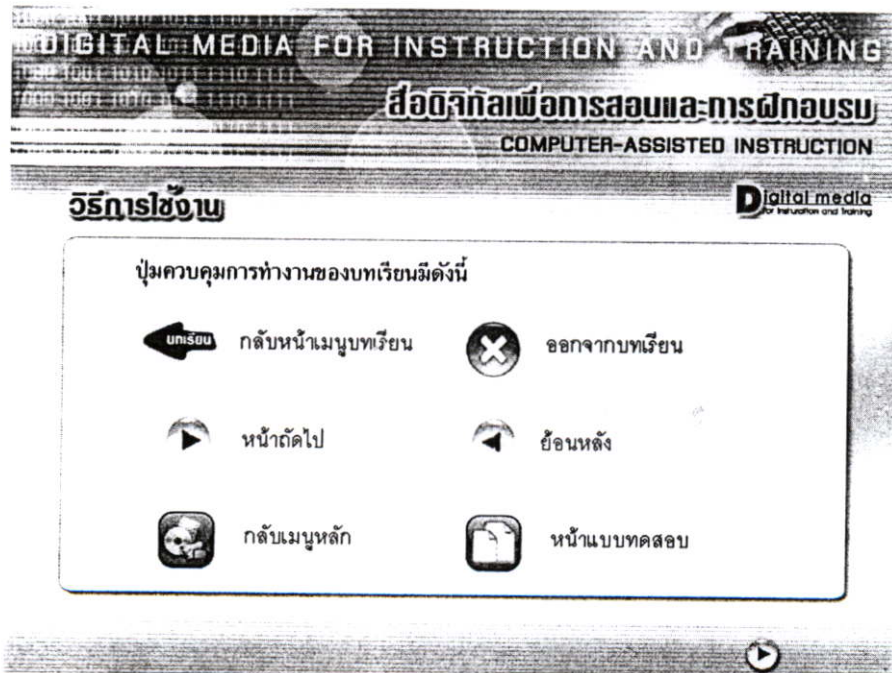 DIGITAL MEDIA FOR INSTRUCTION AND TRAINING
สื่อดิจิทัลเพื่อการสอนและการฝึกอบรม
COMPUTER-ASSISTED INSTRUCTION
วิธีการใช้งาน
Digital media
for Instruction and Training
ปุ่มควบคุมการทำงานของบทเรียนมีดังนี้
บทเรียน กลับหน้าเมนูบทเรียน ออกจากบทเรียน
หน้าถัดไป ย้อนหลัง
กลับเมนูหลัก หน้าแบบทดสอบ